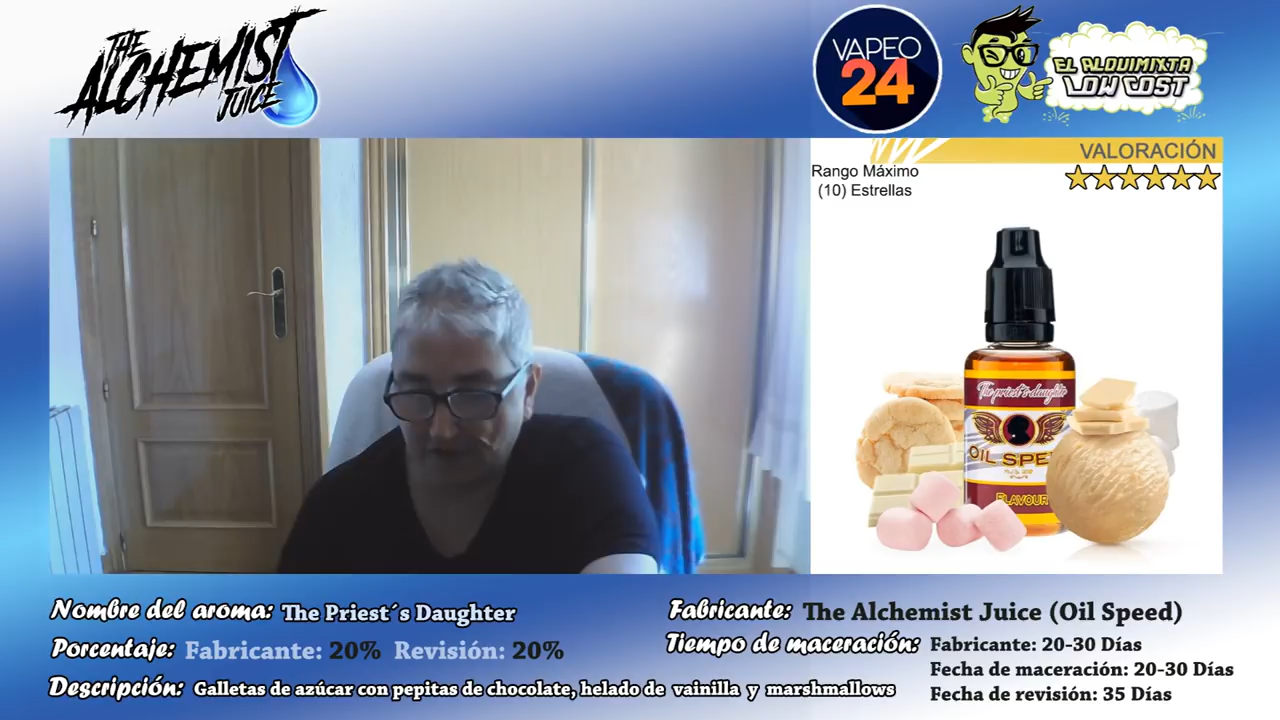 THE
ALCHEMIST
JUICE
VAPEO
24
EL ALQUIMIXTA
LOW COST
VALORACIÓN
Rango Máximo
(10) Estrellas
The priest's daughter
OIL SPE
FLAVOUR
Nombre del aroma: The Priest´s Daughter
Porcentaje: Fabricante: 20% Revisión: 20%
Descripción: Galletas de azúcar con pepitas de chocolate, helado de vainilla y marshmallows
Fabricante: The Alchemist Juice (Oil Speed)
Tiempo de maceración: Fabricante: 20-30 Días
Fecha de maceración: 20-30 Días
Fecha de revisión: 35 Días